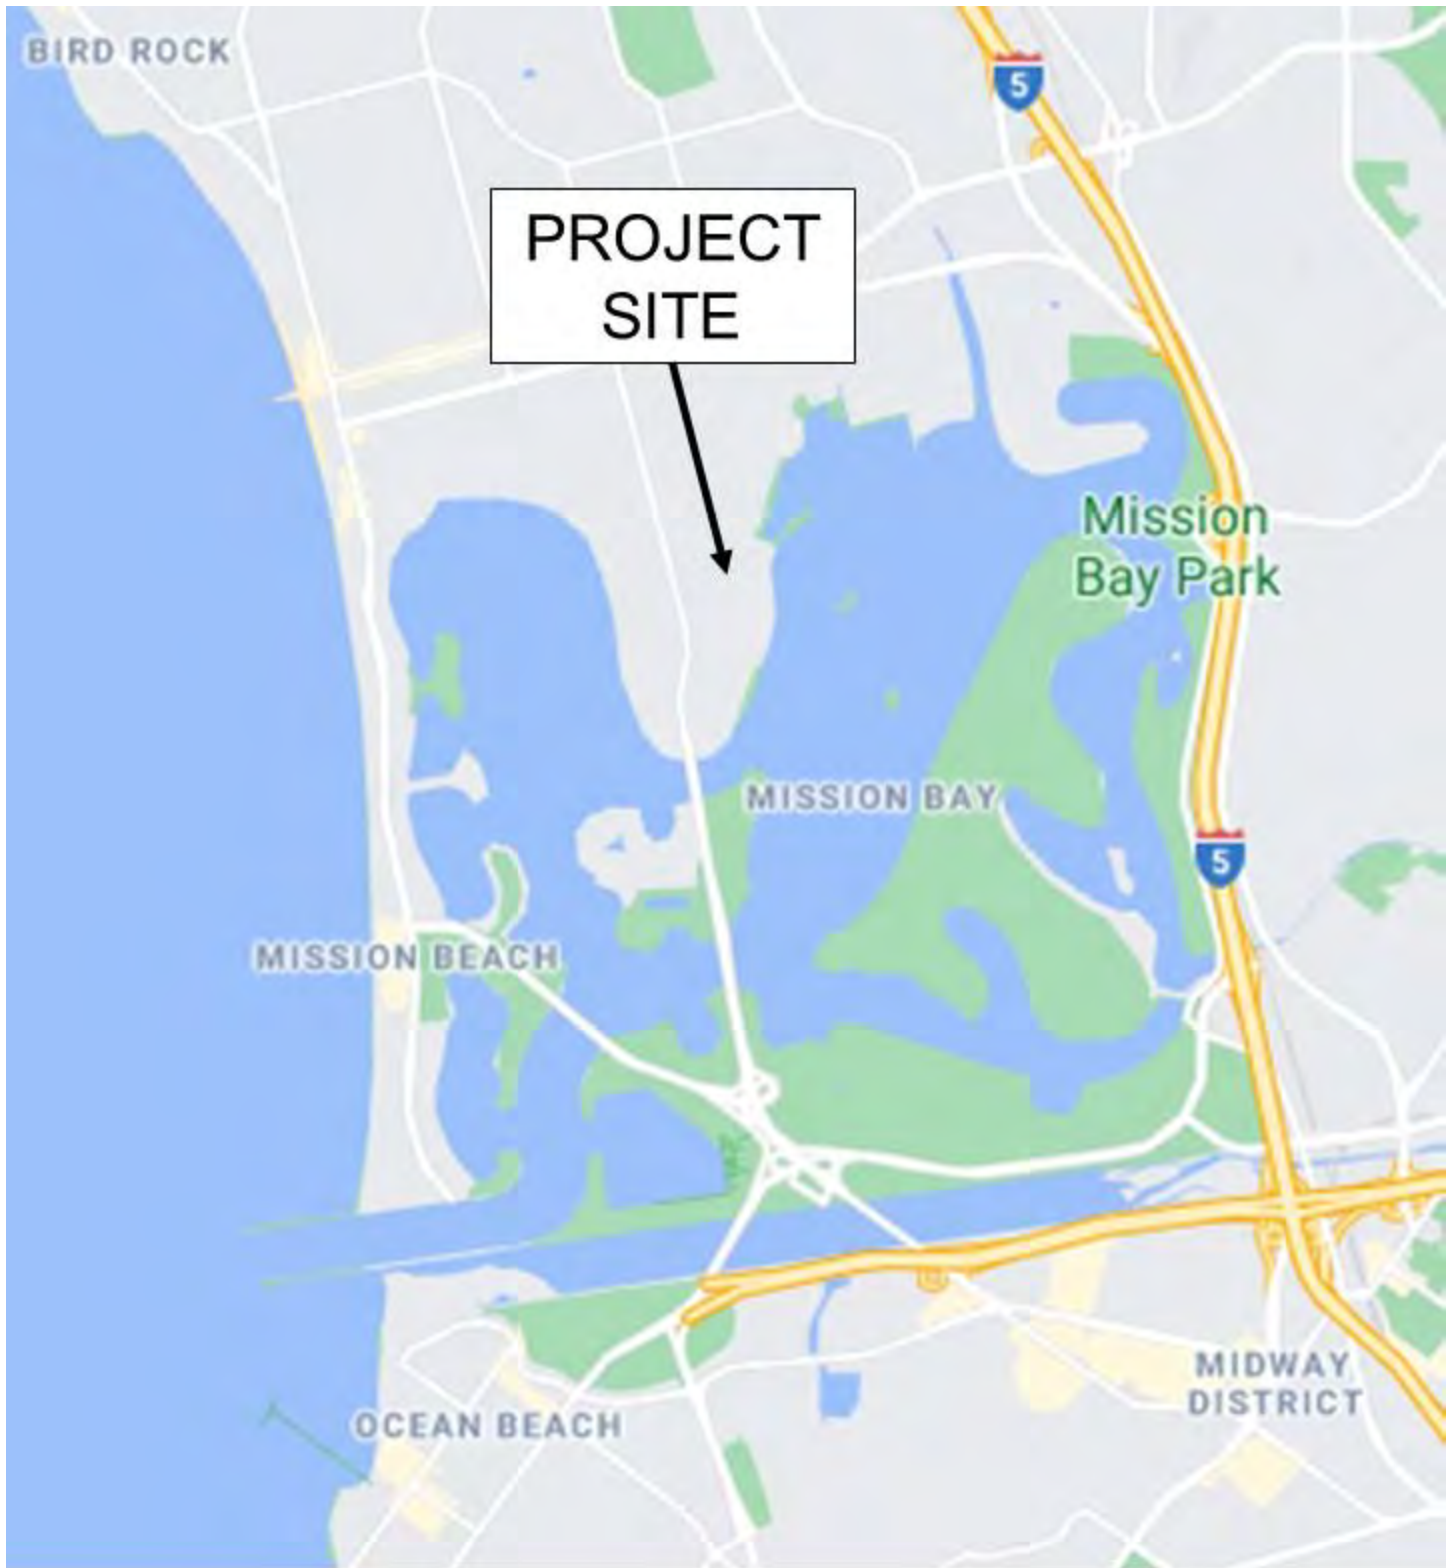 BIRD ROCK
5
PROJECT
SITE
Mission
Bay Park
MISSION BAY
5
MISSION BEACH
MIDWAY
DISTRICT
OCEAN BEACH